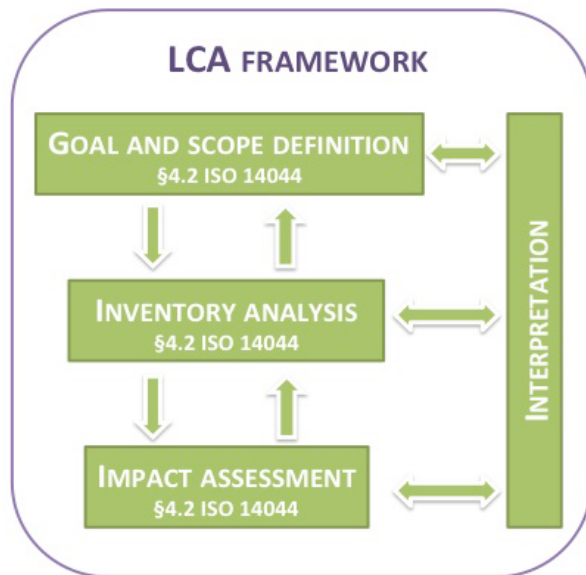 LCA FRAMEWORK
GOAL AND SCOPE DEFINITION
§4.2 ISO 14044
INVENTORY ANALYSIS
§4.2 ISO 14044
IMPACT ASSESSMENT
§4.2 ISO 14044
INTERPRETATION